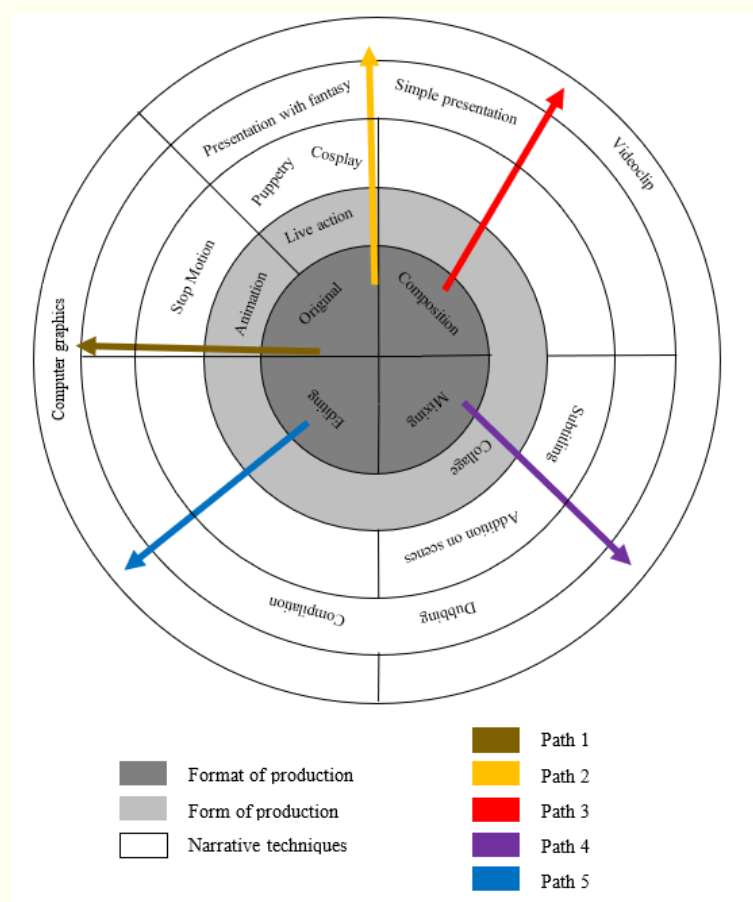 Presentation with fantasy
Simple presentation
Videoclip
Puppetry
Cosplay
Live action
Stop Motion
Animation
Original
Composition
Computer graphics
Editing
Mixing
Collage
Subtitling
Addition on scenes
Dubbing
Compilation
Format of production
Form of production
Narrative techniques
Path 1
Path 2
Path 3
Path 4
Path 5